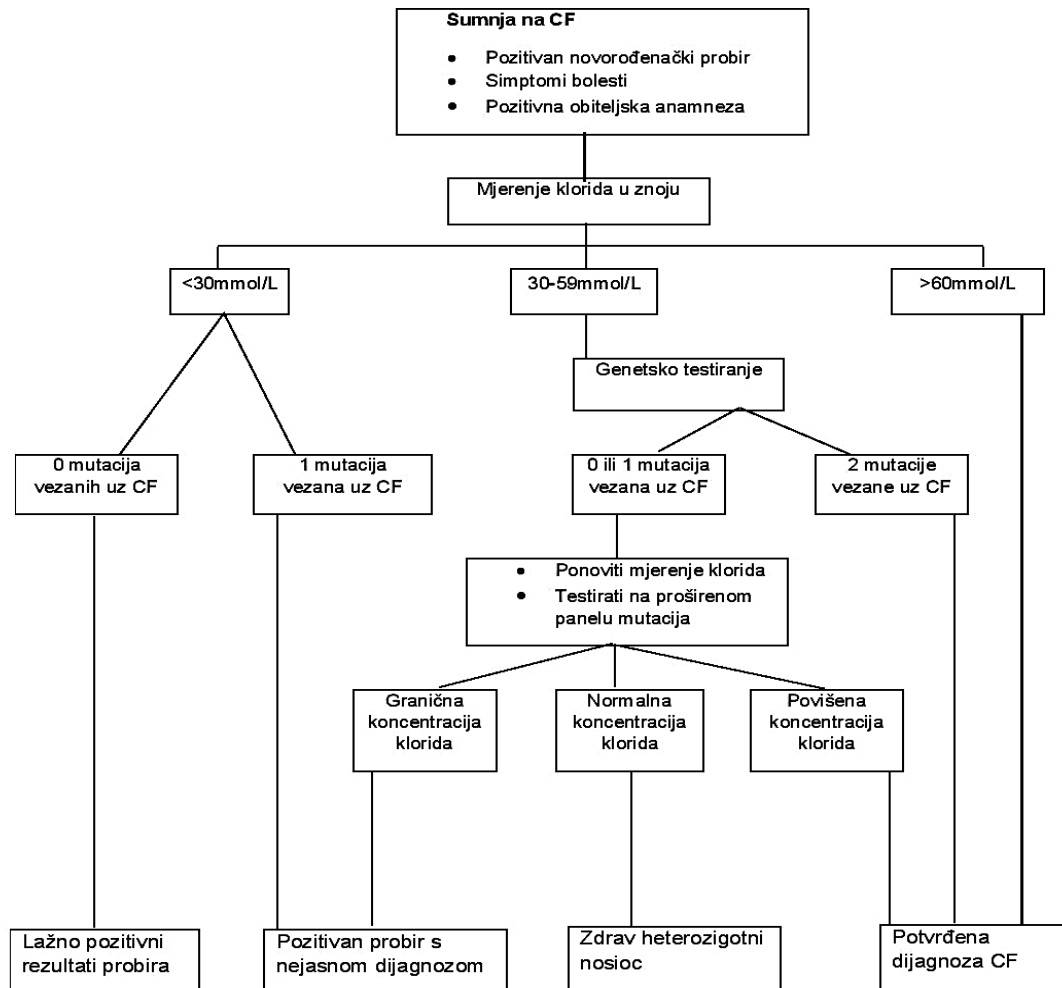 Sumnja na CF
• Pozitivan novorođenački probir
• Simptomi bolesti
• Pozitivna obiteljska anamneza
Mjerenje klorida u znoju
<30mmol/L
30-59mmol/L
>60mmol/L
Genetsko testiranje
0 mutacija
vezanih uz CF
1 mutacija
vezana uz CF
0 ili 1 mutacija
vezana uz CF
2 mutacije
vezane uz CF
• Ponoviti mjerenje klorida
• Testirati na proširenom
panelu mutacija
Granična
koncentracija
klorida
Normalna
koncentracija
klorida
Povišena
koncentracija
klorida
Lažno pozitivni
rezultati probira
Pozitivan probir s
nejasnom dijagnozom
Zdrav heterozigotni
nosioc
Potvrđena
dijagnoza CF